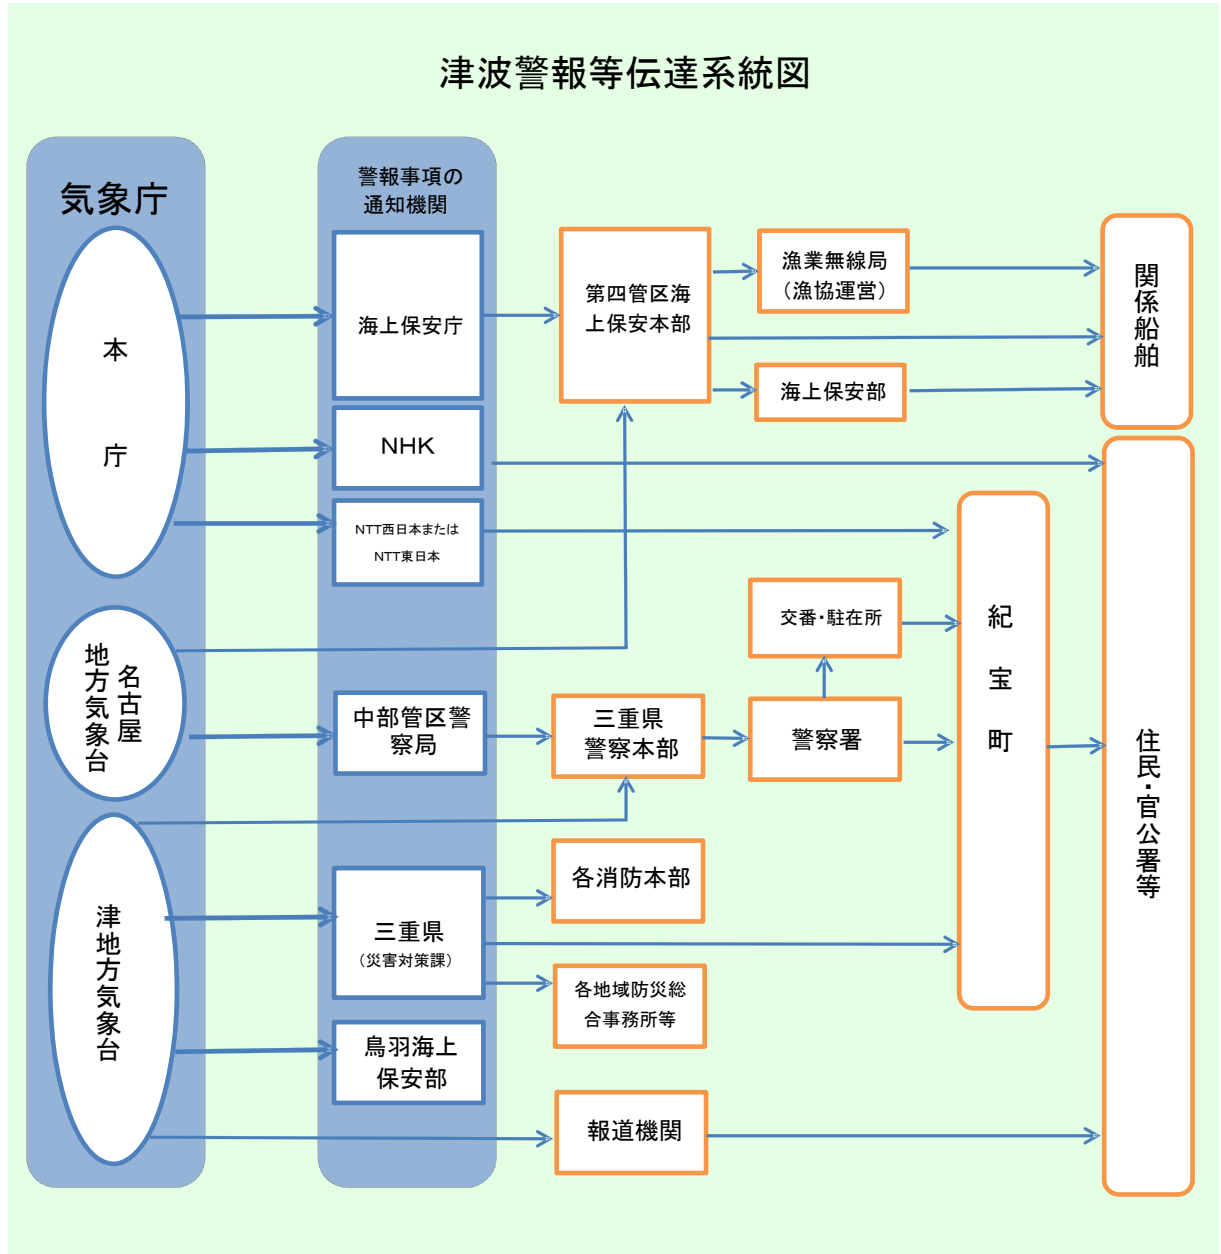 津波警報等伝達系統図
気象庁
本
庁
名古屋
地方気象台
津地方気象台
警報事項の
通知機関
海上保安庁
NHK
NTT西日本または
NTT東日本
中部管区警
察局
三重県
（災害対策課）
鳥羽海上
保安部
第四管区海
上保安本部
三重県
警察本部
各消防本部
各地域防災総
合事務所等
報道機関
漁業無線局
（漁協運営）
海上保安部
交番・駐在所
警察署
紀
宝
町
関係船舶
住民・官公署等